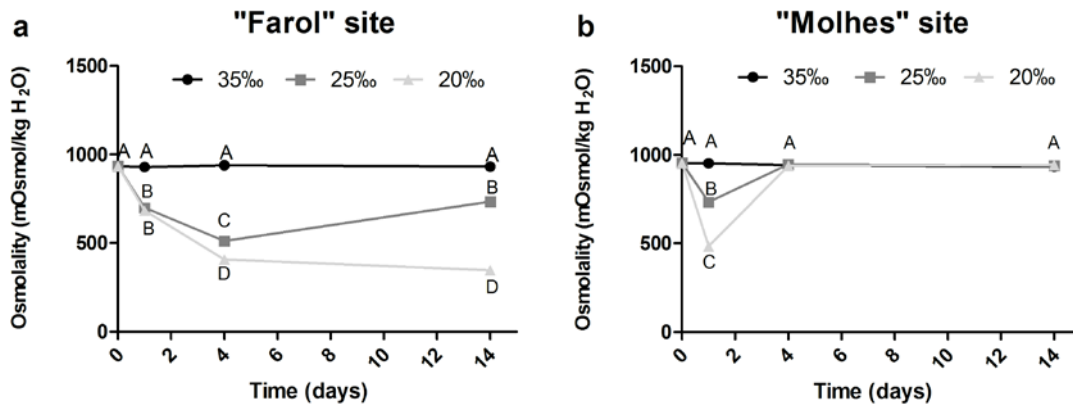 a
"Farol" site
35‰ 25‰ 20‰
Osmolality (mOsmol/kg H₂O)
1500
1000
500
0
A A A A
B B
B
C
D D
0 2 4 6 8 10 12 14
Time (days)
b
"Molhes" site
35‰ 25‰ 20‰
Osmolality (mOsmol/kg H₂O)
1500
1000
500
0
A A A A
B
C
0 2 4 6 8 10 12 14
Time (days)